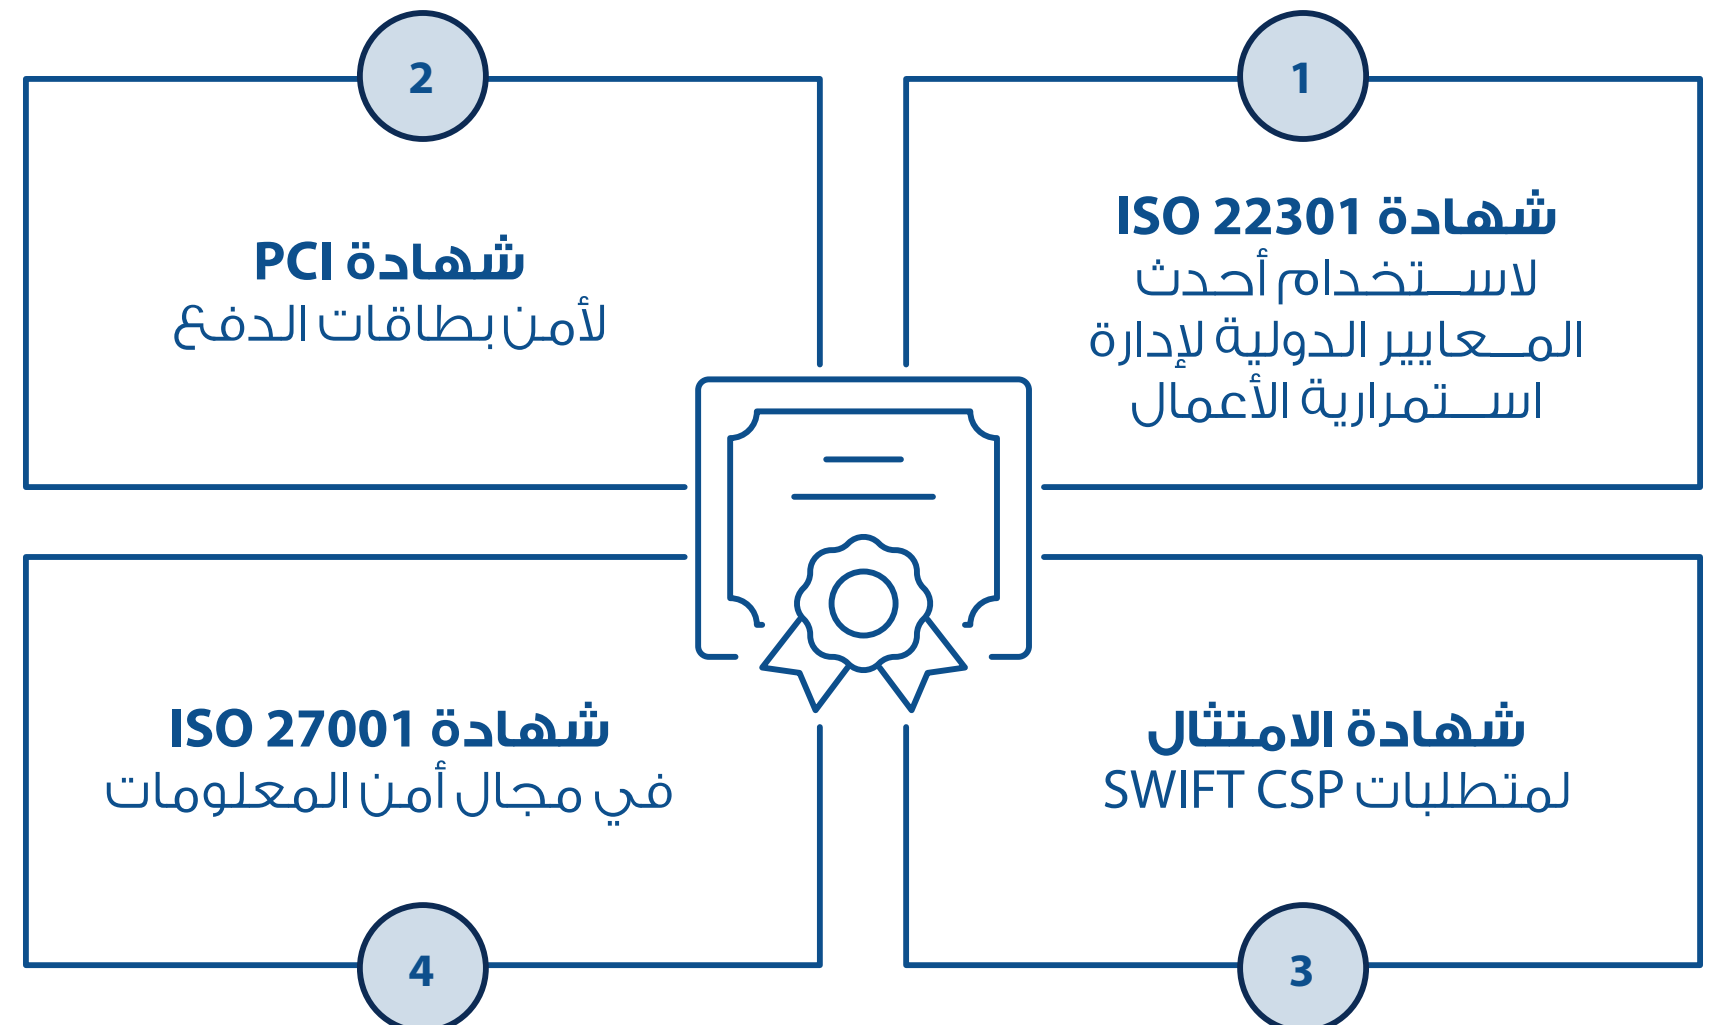 1
شهادة ISO 22301
لاستخدام أحدث
المعايير الدولية لإدارة
استمرارية الأعمال
2
شهادة PCI
لأمن بطاقات الدفع
3
شهادة الامتثال
لمتطلبات SWIFT CSP
4
شهادة ISO 27001
في مجال أمن المعلومات